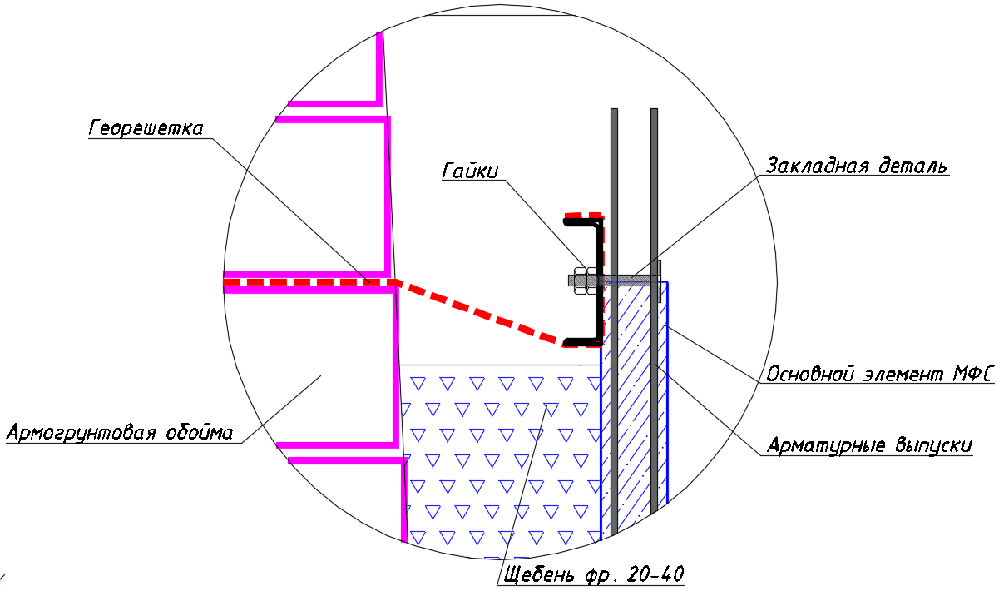 Георешетка
Гайки
Закладная деталь
Основной элемент МФС
Армогрунтовая обойма
Арматурные выпуски
Щебень фр. 20-40